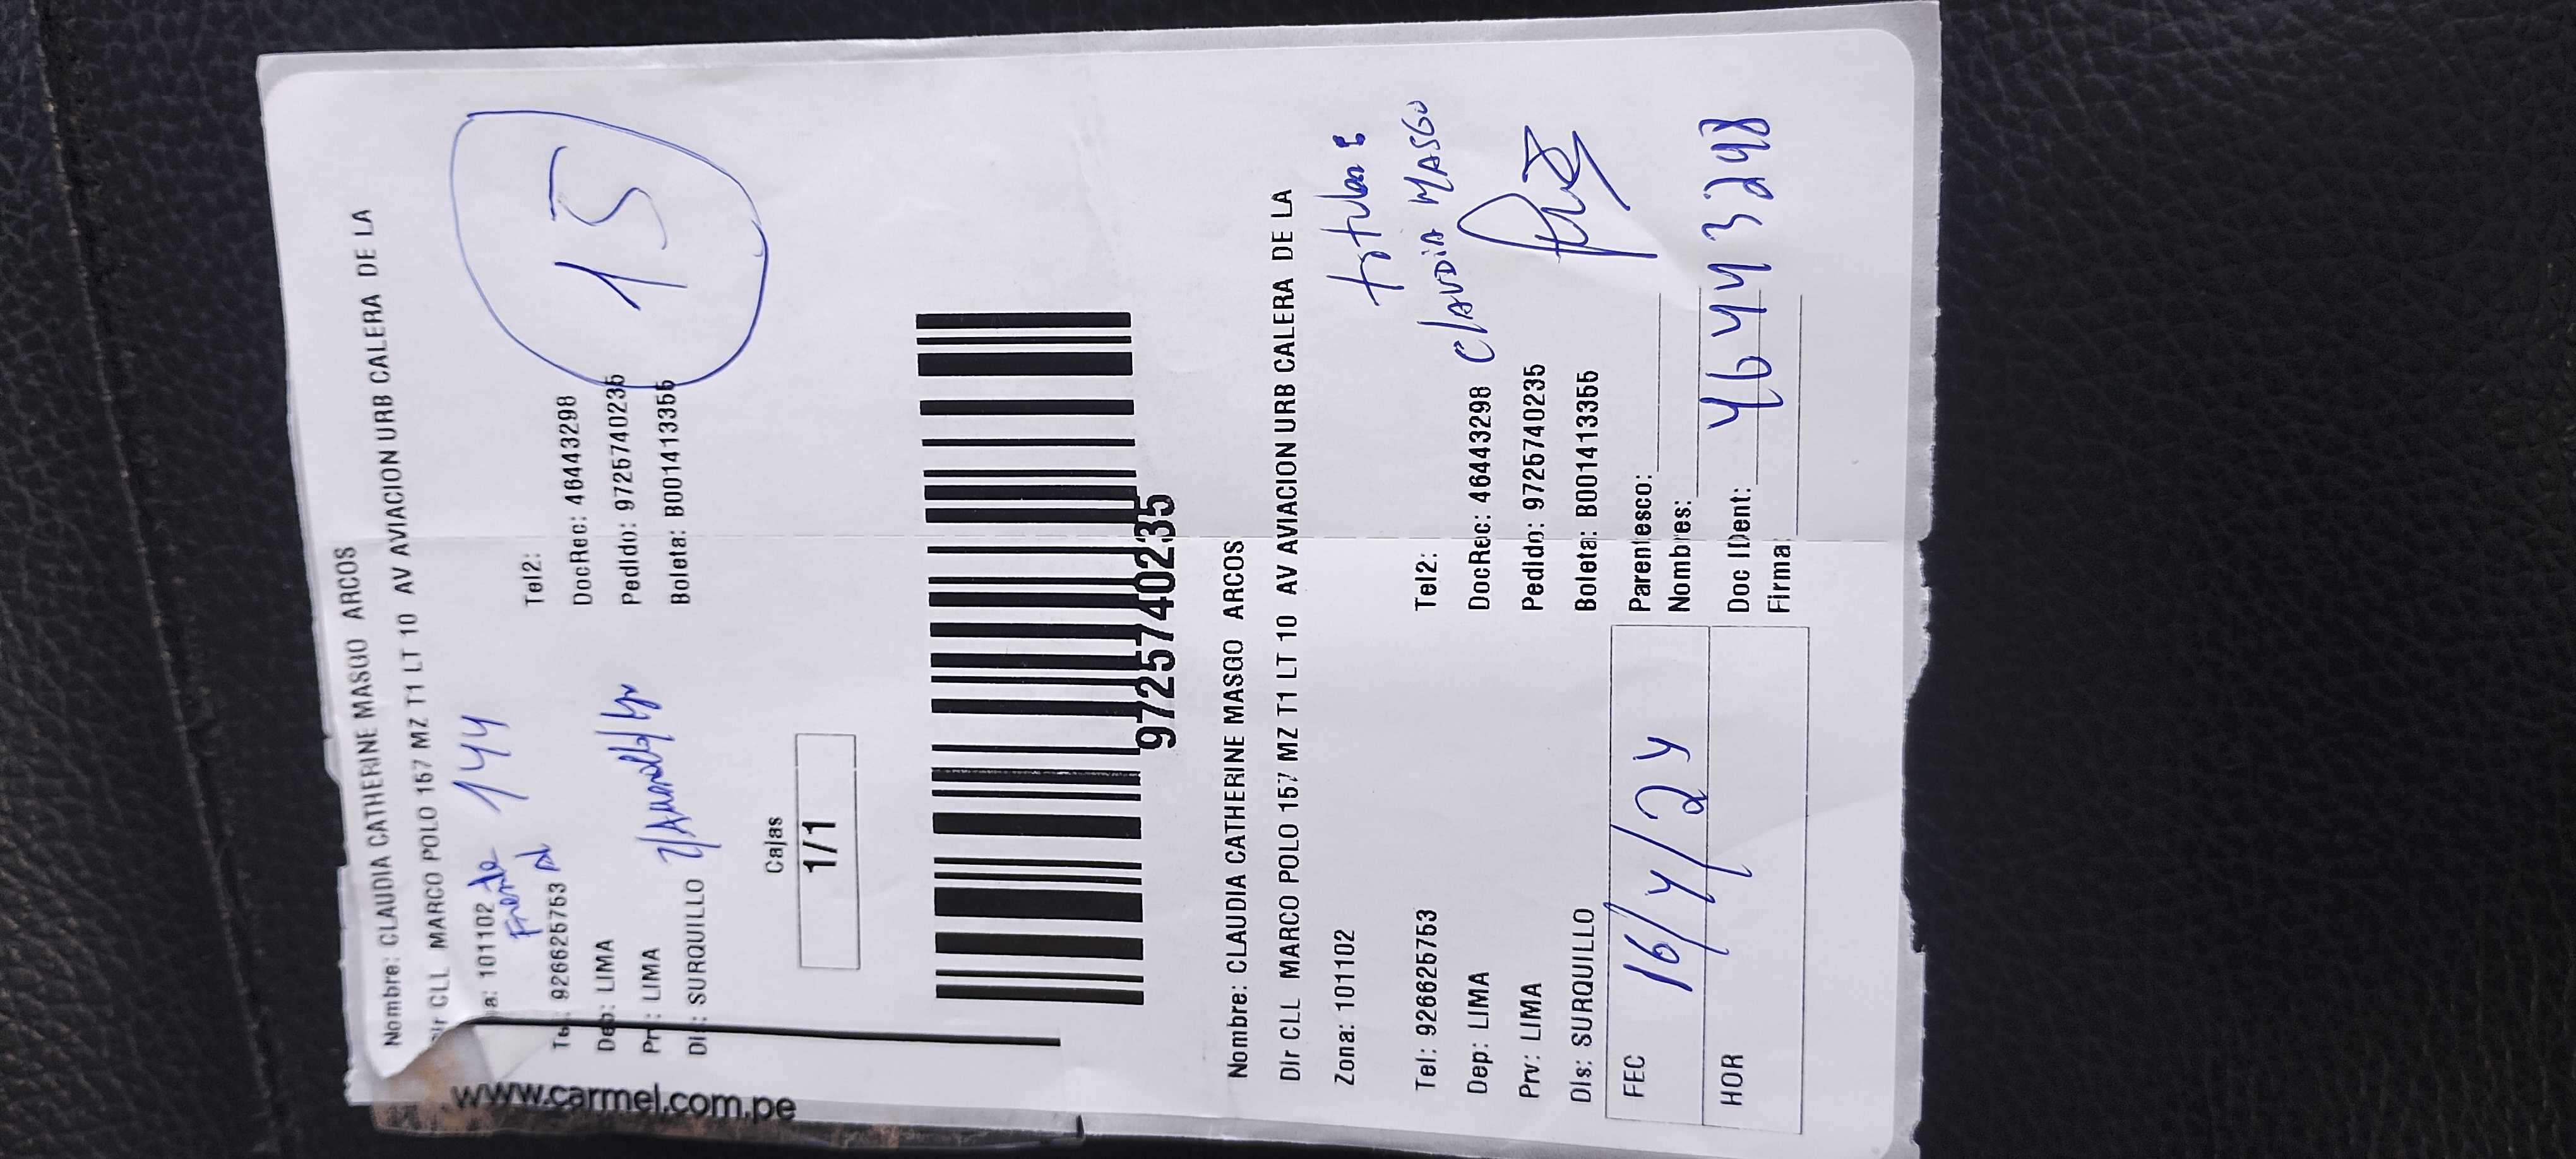 Nombre: CLAUDIA CATHERINE MASGO ARCOS
Dir CLL MARCO POLO 157 MZ T1 LT 10 AV AVIACION URB CALERA DE LA
a: 101102
Frente al 144
Tel2:
926625753
DocRec: 46443298
Dep: LIMA
Pedido: 9725740235
Prv: LIMA
Boleta: B001413355
SURQUILLO
15
Cajas
1/1
www.carmel.com.pe
9725740235
Nombre: CLAUDIA CATHERINE MASGO ARCOS
Dir CLL MARCO POLO 157 MZ T1 LT 10 AV AVIACION URB CALERA DE LA
Zona: 101102
titular
Tel: 926625753
Tel2:
CLAUDIA MASGO
Dep: LIMA
DocRec: 46443298
Prv: LIMA
Pedido: 9725740235
Dis: SURQUILLO
Boleta: B001413355
FEC 16/4/24
Parentesco:
Nombres:
HOR
Doc IDent: 46443298
Firma: